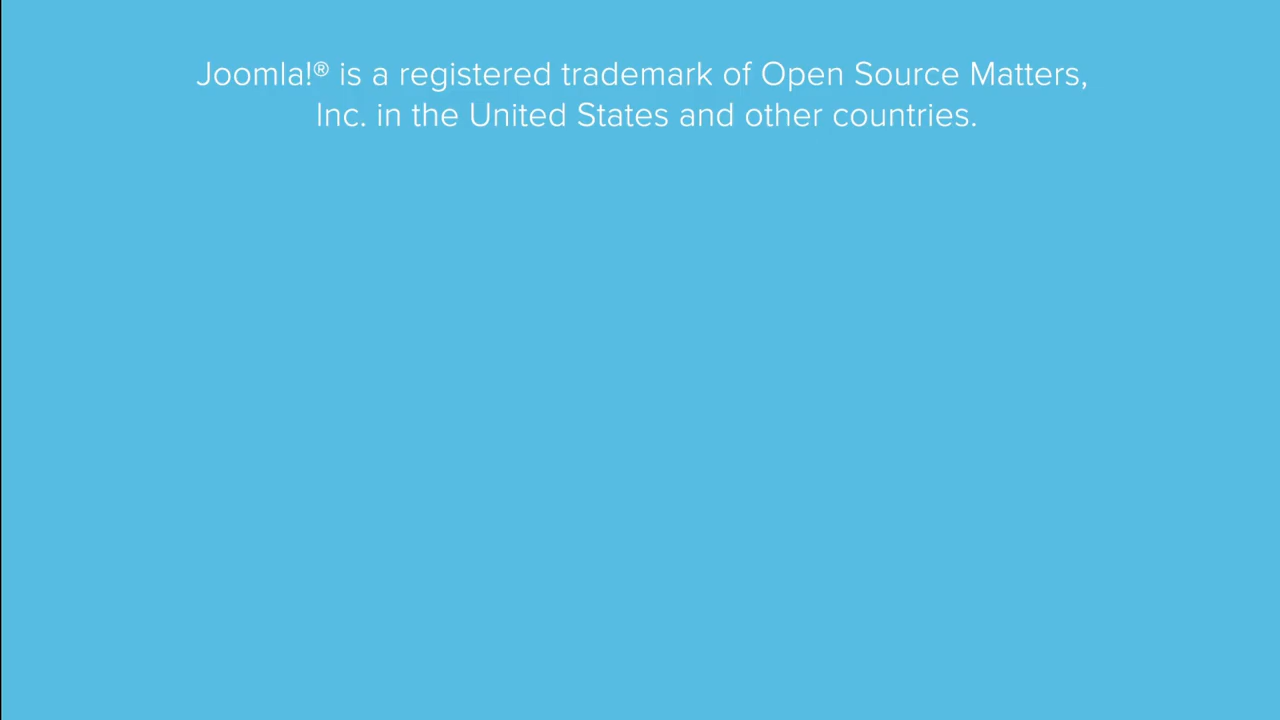 Joomla!® is a registered trademark of Open Source Matters,
Inc. in the United States and other countries.